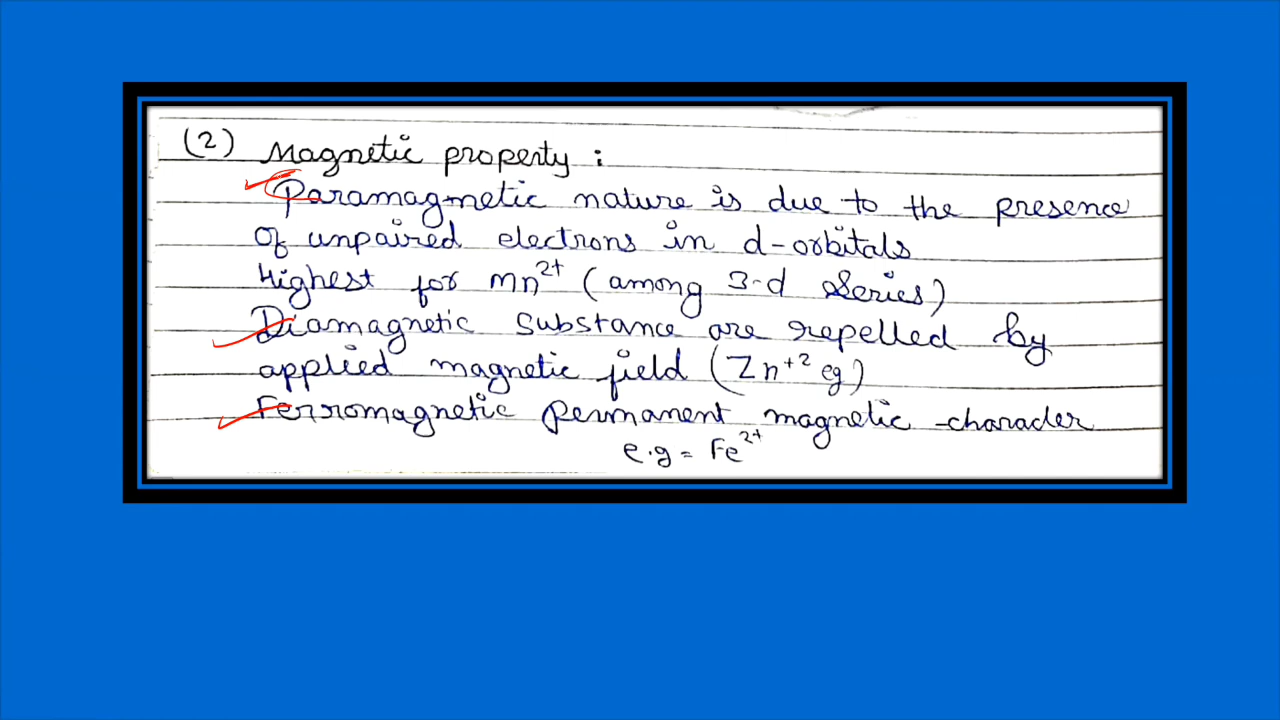 (2) Magnetic property :
Paramagnetic nature is due to the presence
of unpaired electrons in d-orbitals
Highest for Mn²⁺ (among 3-d Series)
Diamagnetic substance are repelled by
applied magnetic field (Zn⁺² eg)
Ferromagnetic permanent magnetic -character
e.g = Fe²⁺